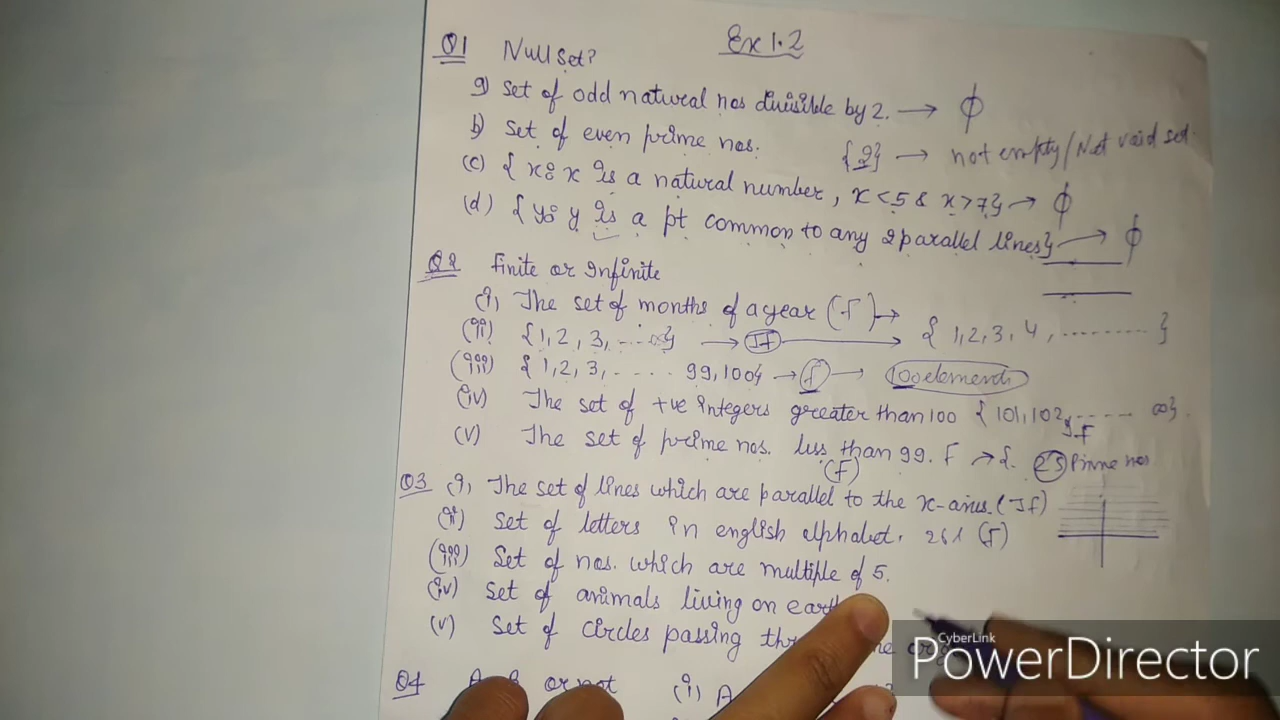 Ex 1.2
Q1 Null Set?
a) Set of odd natural nos divisible by 2. → ϕ
b) Set of even prime nos. {2} → not empty/Not void set.
(c) { x: x is a natural number, x < 5 & x > 7} → ϕ
(d) { y: y is a pt common to any 2 parallel lines} → ϕ
Q2 finite or Infinite
(i) The set of months of a year (f) →
(ii) {1, 2, 3, ....∞} → If → { 1, 2, 3, 4, ......... }
(iii) { 1, 2, 3, ..... 99, 100} → f → 100 elements
(iv) The set of +ve integers greater than 100 { 101, 102, ...... ∞}. If
(v) The set of prime nos. less than 99. F → {. 25 Prime nos
(F)
Q3 (i) The set of lines which are parallel to the x-axis. (If)
(ii) Set of letters in english alphabet. 26 (f)
(iii) Set of nos. which are multiple of 5.
(iv) Set of animals living on
(v) Set of circles passing
Q4 or not (i) A
CyberLink
PowerDirector